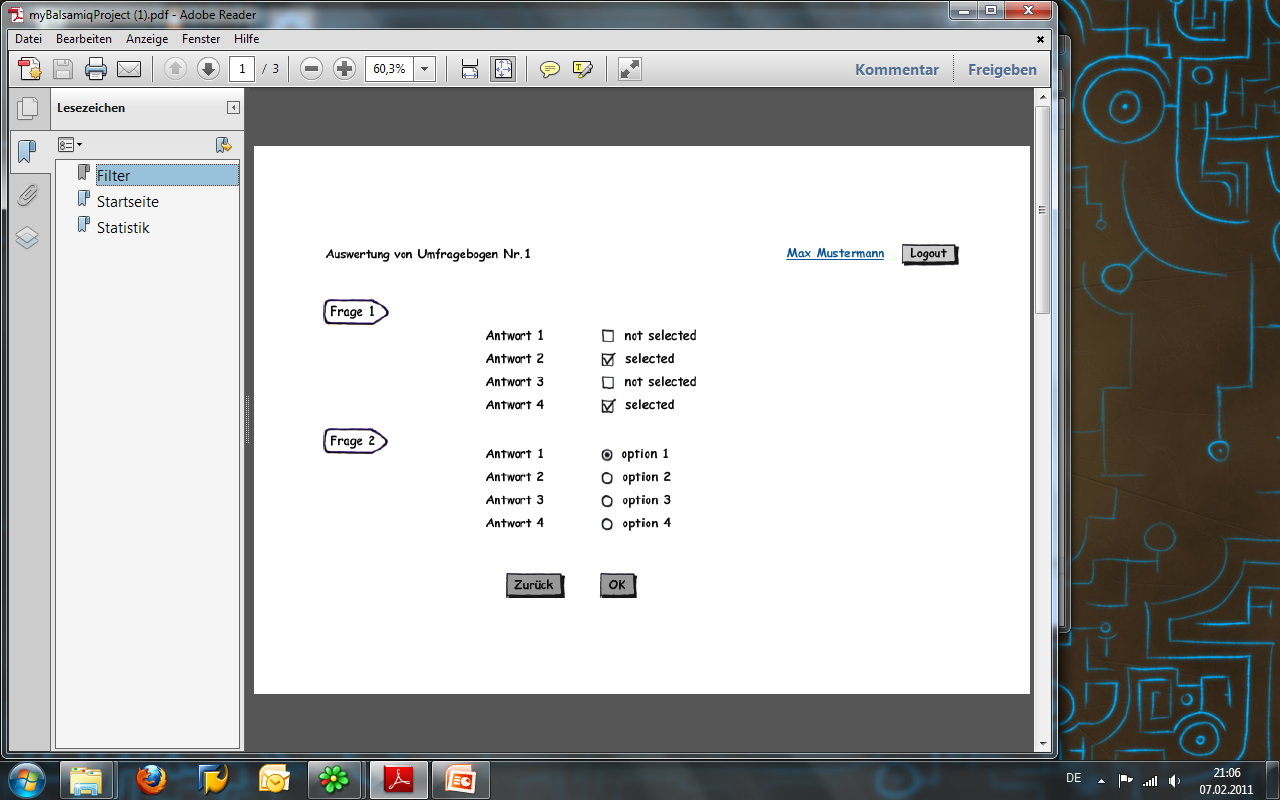 myBalsamiqProject (1).pdf - Adobe Reader
Datei Bearbeiten Anzeige Fenster Hilfe
1 / 3 60,3% Kommentar Freigeben
Lesezeichen
Filter
Startseite
Statistik
Auswertung von Umfragebogen Nr.1 Max Mustermann Logout
Frage 1
Antwort 1 not selected
Antwort 2 selected
Antwort 3 not selected
Antwort 4 selected
Frage 2
Antwort 1 option 1
Antwort 2 option 2
Antwort 3 option 3
Antwort 4 option 4
Zurück OK
DE 21:06
07.02.2011